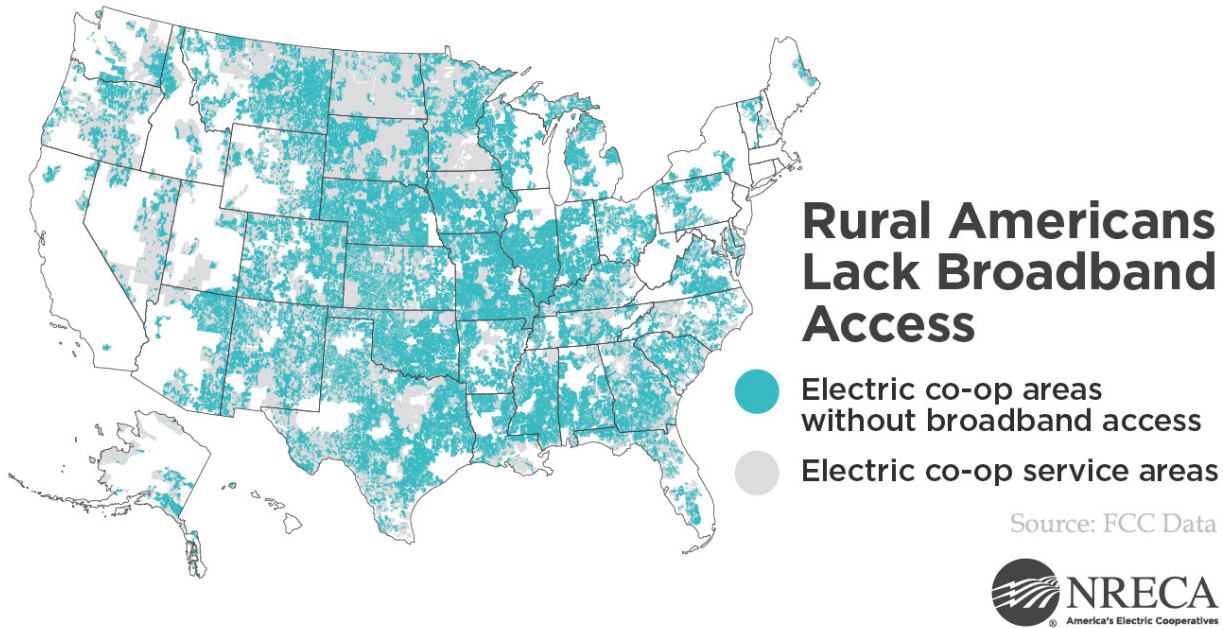 Rural Americans
Lack Broadband
Access
Electric co-op areas
without broadband access
Electric co-op service areas
Source: FCC Data
NRECA
®
America's Electric Cooperatives